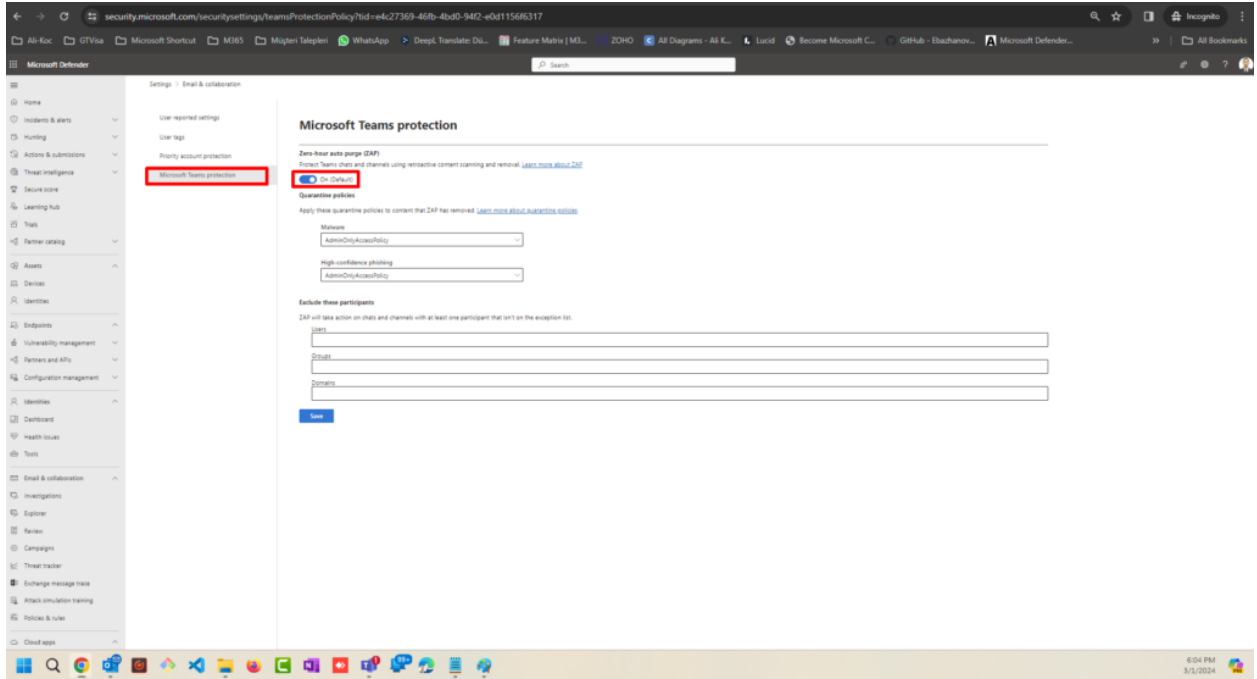 security.microsoft.com/securitysettings/teamsProtectionPolicy?tid=e4c27369-46fb-4bd0-94f2-e0d1156f6317
Incognito
Ali-Koc
GTVisa
Microsoft Shortcut
M365
Müşteri Talepleri
WhatsApp
DeepL Translate: Dü...
Feature Matrix | M3...
ZOHO
All Diagrams - Ali K...
Lucid
Become Microsoft C...
GitHub - Ebazhanov...
Microsoft Defender...
All Bookmarks
Microsoft Defender
Search
Settings > Email & collaboration
Home
Incidents & alerts
Hunting
Actions & submissions
Threat intelligence
Secure score
Learning hub
Trials
Partner catalog
Assets
Devices
Identities
Endpoints
Vulnerability management
Partners and APIs
Configuration management
Identities
Dashboard
Health issues
Tools
Email & collaboration
Investigations
Explorer
Review
Campaigns
Threat tracker
Exchange message trace
Attack simulation training
Policies & rules
Cloud apps
User reported settings
User tags
Priority account protection
Microsoft Teams protection
Microsoft Teams protection
Zero-hour auto purge (ZAP)
Protect Teams chats and channels using retroactive content scanning and removal. Learn more about ZAP
On (Default)
Quarantine policies
Apply these quarantine policies to content that ZAP has removed. Learn more about quarantine policies
Malware
AdminOnlyAccessPolicy
High-confidence phishing
AdminOnlyAccessPolicy
Exclude these participants
ZAP will take action on chats and channels with at least one participant that isn't on the exception list.
Users
Groups
Domains
Save
99+
6:04 PM
3/1/2024